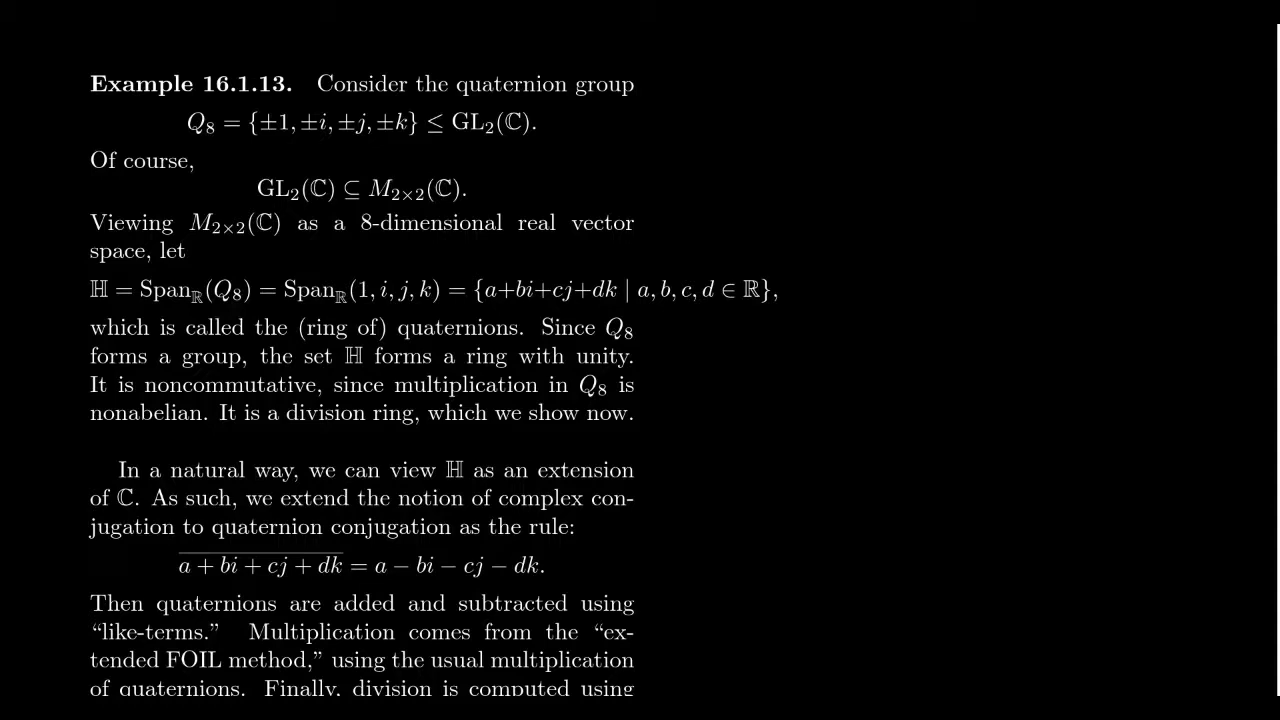 Example 16.1.13. Consider the quaternion group
Q₈ = {±1, ±i, ±j, ±k} ≤ GL₂(ℂ).
Of course,
GL₂(ℂ) ⊆ M₂ₓ₂(ℂ).
Viewing M₂ₓ₂(ℂ) as a 8-dimensional real vector
space, let
ℍ = Span_ℝ(Q₈) = Span_ℝ(1, i, j, k) = {a+bi+cj+dk | a, b, c, d ∈ ℝ},
which is called the (ring of) quaternions. Since Q₈
forms a group, the set ℍ forms a ring with unity.
It is noncommutative, since multiplication in Q₈ is
nonabelian. It is a division ring, which we show now.
In a natural way, we can view ℍ as an extension
of ℂ. As such, we extend the notion of complex con-
jugation to quaternion conjugation as the rule:
\overline{a + bi + cj + dk} = a − bi − cj − dk.
Then quaternions are added and subtracted using
“like-terms.” Multiplication comes from the “ex-
tended FOIL method,” using the usual multiplication
of quaternions. Finally, division is computed using